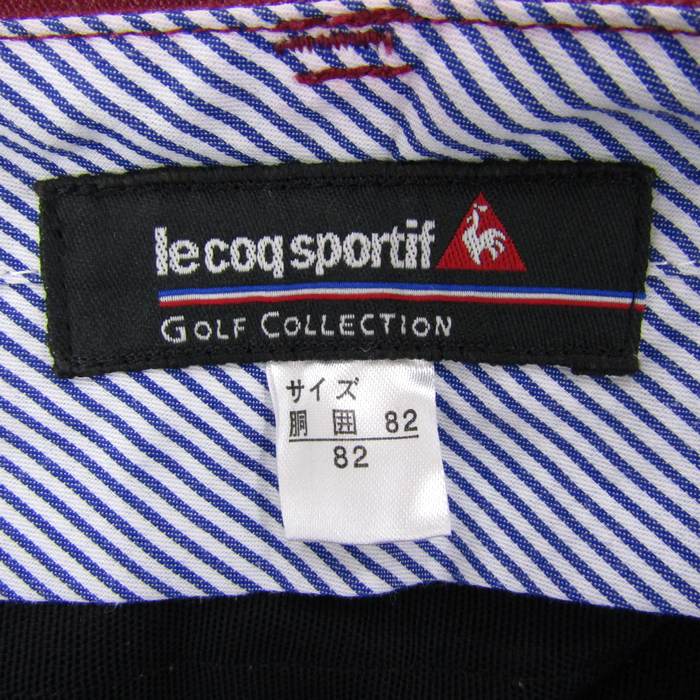 le coq sportif
GOLF COLLECTION
サイズ
胴囲 82
82